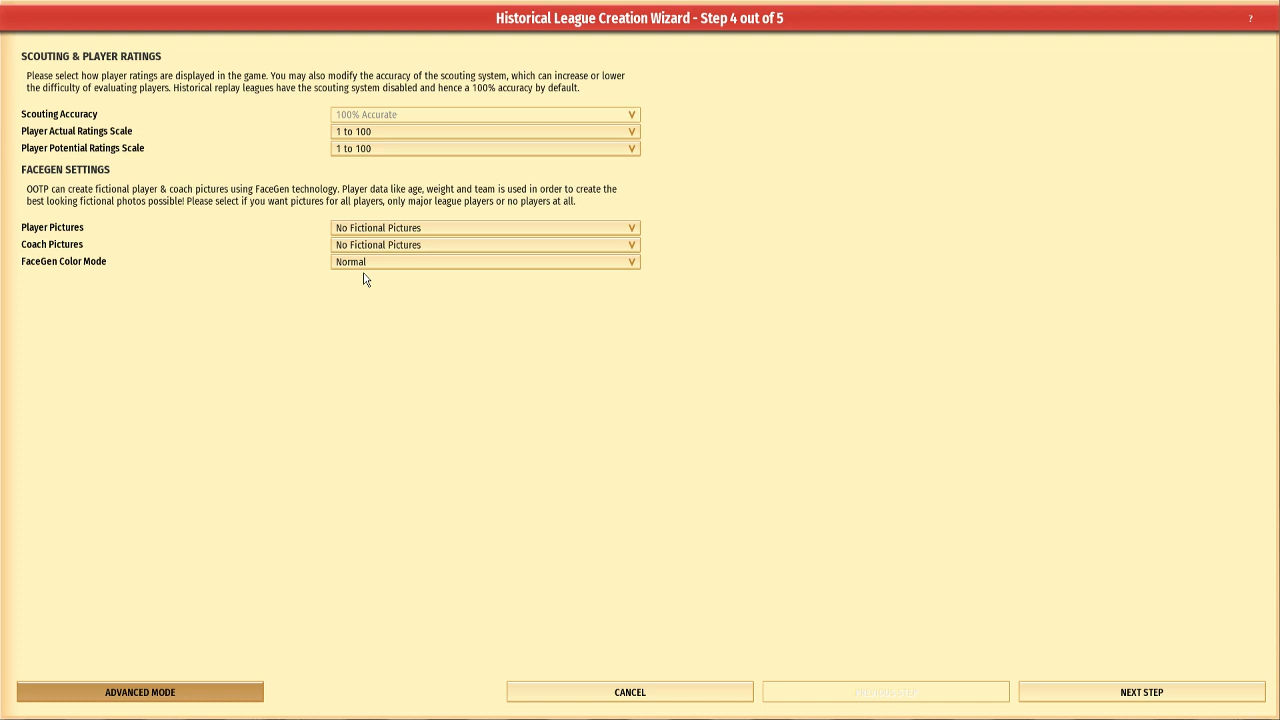 Historical League Creation Wizard - Step 4 out of 5
?
SCOUTING & PLAYER RATINGS
Please select how player ratings are displayed in the game. You may also modify the accuracy of the scouting system, which can increase or lower
the difficulty of evaluating players. Historical replay leagues have the scouting system disabled and hence a 100% accuracy by default.
Scouting Accuracy 100% Accurate
Player Actual Ratings Scale 1 to 100
Player Potential Ratings Scale 1 to 100
FACEGEN SETTINGS
OOTP can create fictional player & coach pictures using FaceGen technology. Player data like age, weight and team is used in order to create the
best looking fictional photos possible! Please select if you want pictures for all players, only major league players or no players at all.
Player Pictures No Fictional Pictures
Coach Pictures No Fictional Pictures
FaceGen Color Mode Normal
ADVANCED MODE CANCEL PREVIOUS STEP NEXT STEP